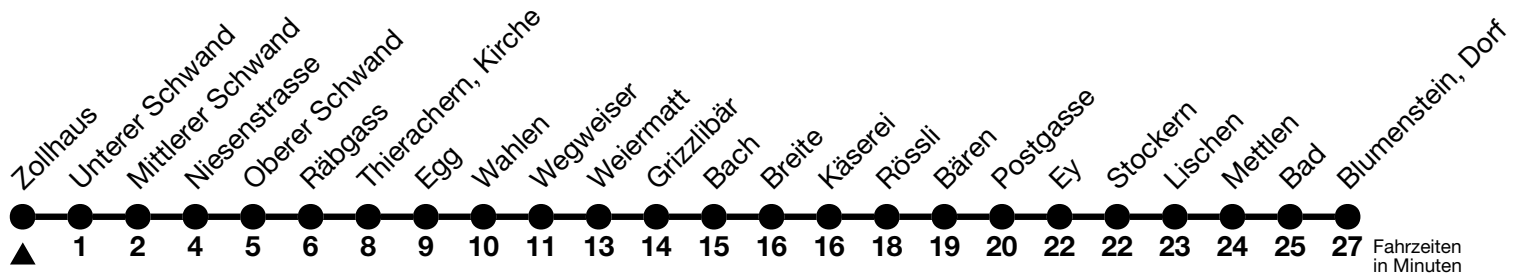 Zollhaus
Unterer Schwand
Mittlerer Schwand
Niesenstrasse
Oberer Schwand
Räbgass
Thierachern, Kirche
Egg
Wahlen
Wegweiser
Weiermatt
Grizzlibär
Bach
Breite
Käserei
Rössli
Bären
Postgasse
Ey
Stockern
Lischen
Mettlen
Bad
Blumenstein, Dorf
1 2 4 5 6 8 9 10 11 13 14 15 16 16 18 19 20 22 22 23 24 25 27
Fahrzeiten
in Minuten